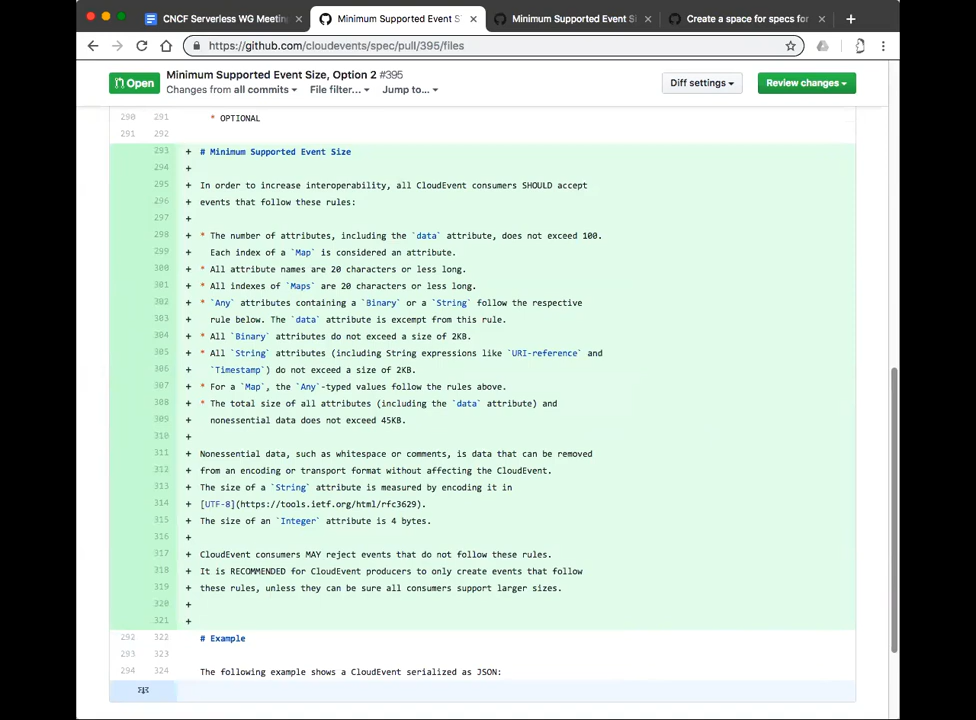 CNCF Serverless WG Meetin ×
Minimum Supported Event S ×
Minimum Supported Event Si ×
Create a space for specs for ×
https://github.com/cloudevents/spec/pull/395/files
Open
Minimum Supported Event Size, Option 2 #395
Changes from all commits
File filter...
Jump to...
Diff settings
Review changes
290 291 * OPTIONAL
291 292
293 + # Minimum Supported Event Size
294 +
295 + In order to increase interoperability, all CloudEvent consumers SHOULD accept
296 + events that follow these rules:
297 +
298 + * The number of attributes, including the `data` attribute, does not exceed 100.
299 + Each index of a `Map` is considered an attribute.
300 + * All attribute names are 20 characters or less long.
301 + * All indexes of `Maps` are 20 characters or less long.
302 + * `Any` attributes containing a `Binary` or a `String` follow the respective
303 + rule below. The `data` attribute is excempt from this rule.
304 + * All `Binary` attributes do not exceed a size of 2KB.
305 + * All `String` attributes (including String expressions like `URI-reference` and
306 + `Timestamp`) do not exceed a size of 2KB.
307 + * For a `Map`, the `Any`-typed values follow the rules above.
308 + * The total size of all attributes (including the `data` attribute) and
309 + nonessential data does not exceed 45KB.
310 +
311 + Nonessential data, such as whitespace or comments, is data that can be removed
312 + from an encoding or transport format without affecting the CloudEvent.
313 + The size of a `String` attribute is measured by encoding it in
314 + [UTF-8](https://tools.ietf.org/html/rfc3629).
315 + The size of an `Integer` attribute is 4 bytes.
316 +
317 + CloudEvent consumers MAY reject events that do not follow these rules.
318 + It is RECOMMENDED for CloudEvent producers to only create events that follow
319 + these rules, unless they can be sure all consumers support larger sizes.
320 +
321 +
292 322 # Example
293 323
294 324 The following example shows a CloudEvent serialized as JSON: